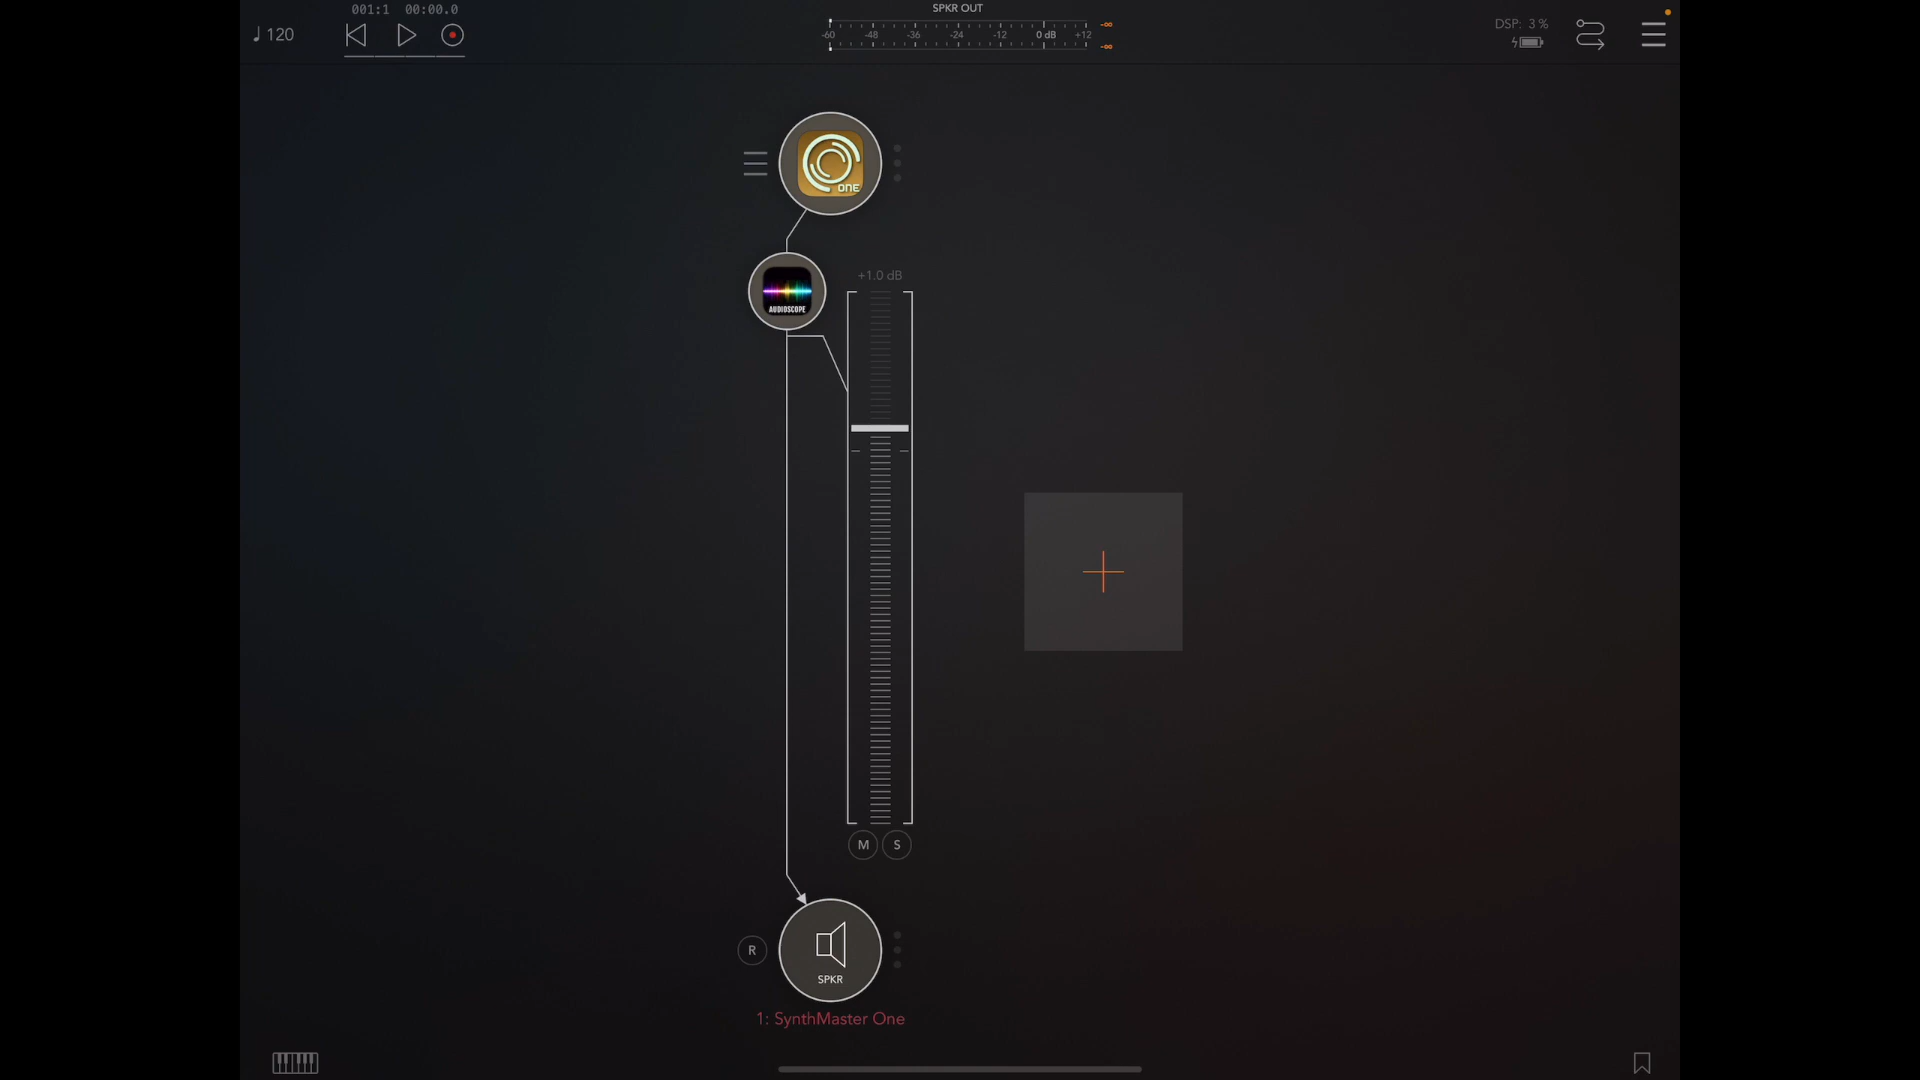 001:1 00:00.0
♩ 120
SPKR OUT
-60 -48 -36 -24 -12 0 dB +12
-∞
-∞
DSP: 3 %
ONE
AUDIOSCOPE
+1.0 dB
M S
R
SPKR
1: SynthMaster One